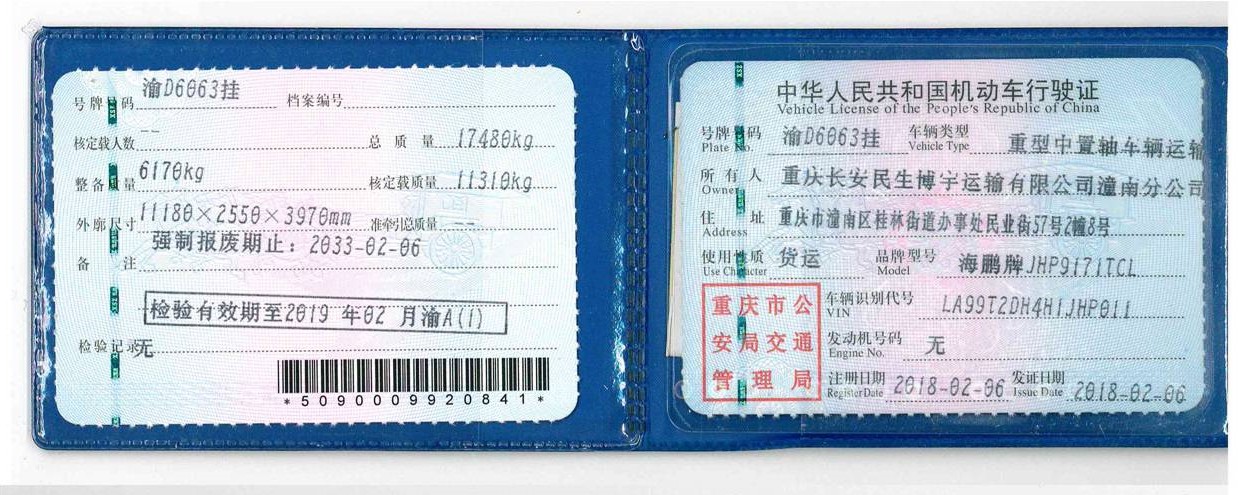 号牌号码 渝D6063挂 档案编号
核定载人数 -- 总质量 17480kg
整备质量 6170kg 核定载质量 11310kg
外廓尺寸 11180×2550×3970mm 准牵引总质量 --
强制报废期止：2033-02-06
备注
检验有效期至2019 年02 月渝A(1)
检验记录 无
*5090009920841*
中华人民共和国机动车行驶证
Vehicle License of the People's Republic of China
号牌号码 渝D6063挂 车辆类型 重型中置轴车辆运输
Plate No. Vehicle Type
所有人 重庆长安民生博宇运输有限公司潼南分公司
Owner
住址 重庆市潼南区桂林街道办事处民业街57号2幢8号
Address
使用性质 货运 品牌型号 海鹏牌JHP9171TCL
Use Character Model
重庆市公安局交通管理局
车辆识别代号 LA99T2DH4H1JHP011
VIN
发动机号码 无
Engine No.
注册日期 2018-02-06 发证日期 2018-02-06
Register Date Issue Date